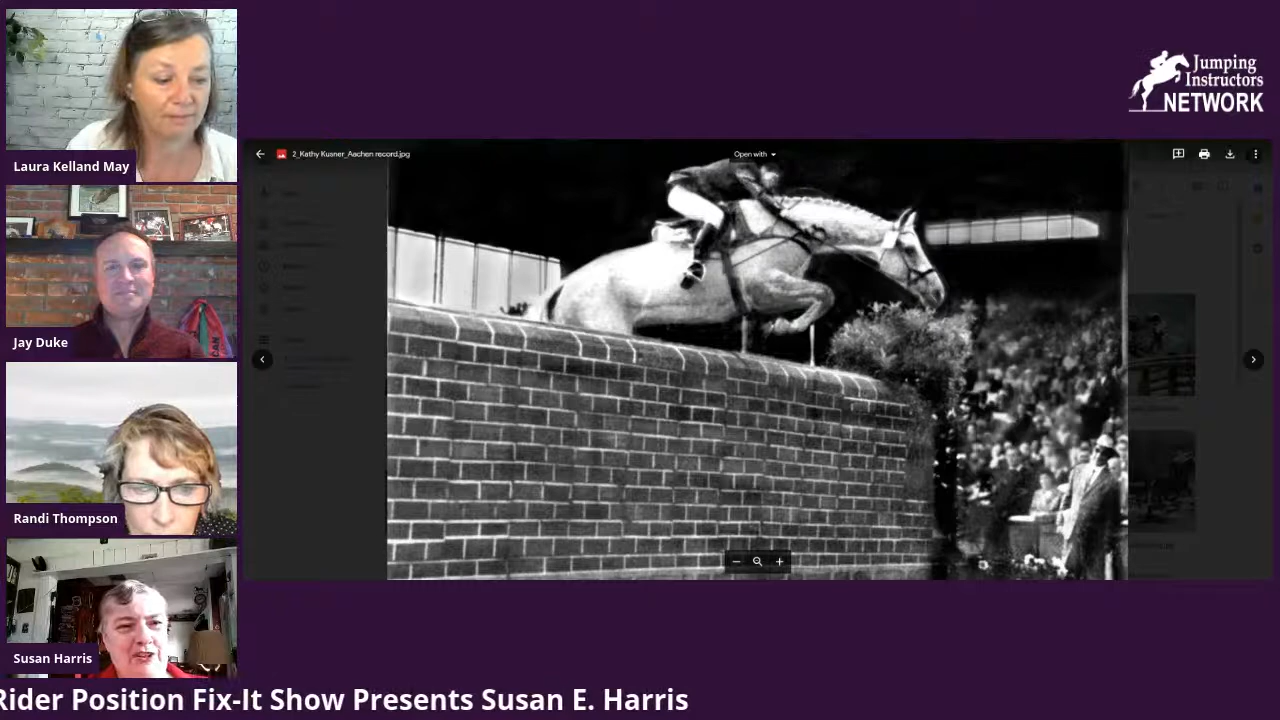 Laura Kelland May
Jay Duke
Randi Thompson
Susan Harris
Jumping
Instructors
NETWORK
2_Kathy Kusner_Aachen record.jpg
Open with
Rider Position Fix-It Show Presents Susan E. Harris